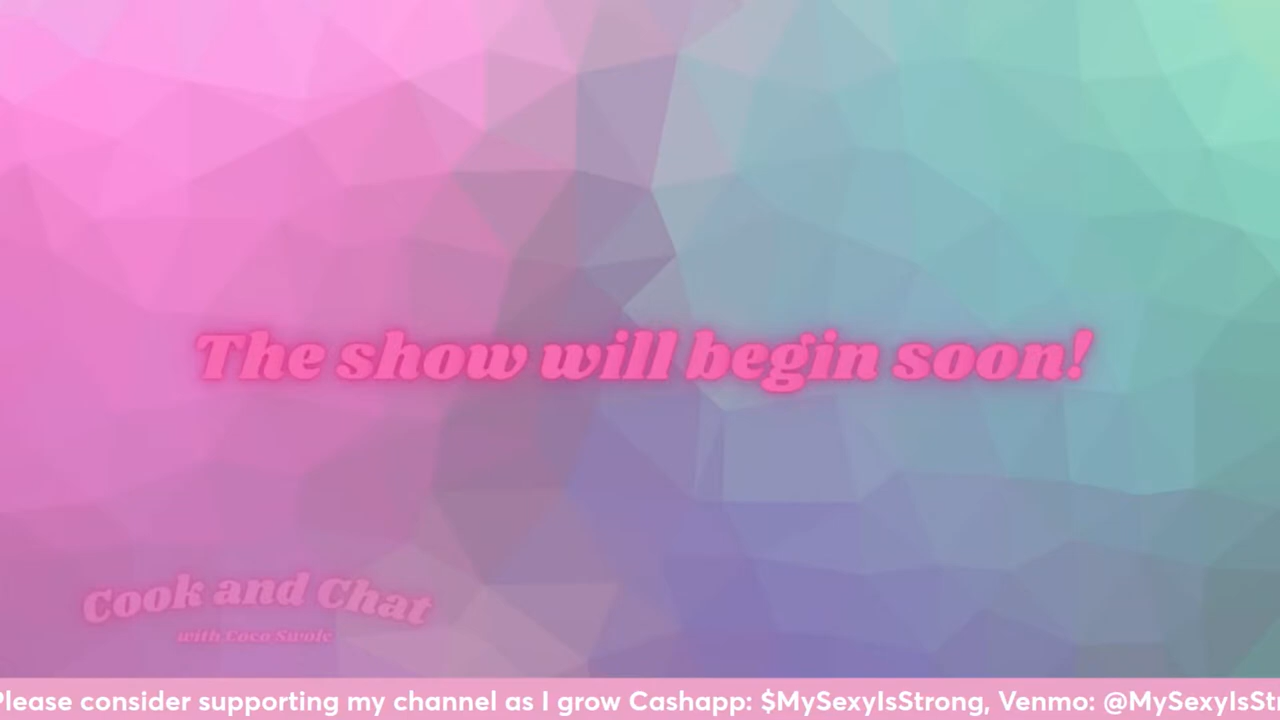 The show will begin soon!
Cook and Chat
with Coco Swole
Please consider supporting my channel as I grow Cashapp: $MySexyIsStrong, Venmo: @MySexyIsSt